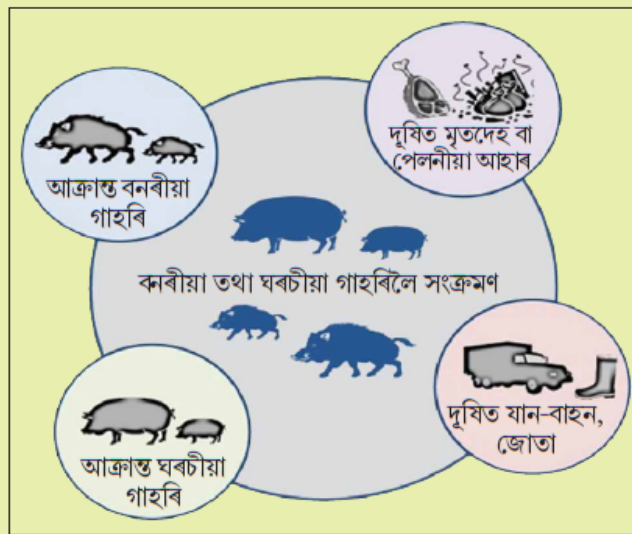 আক্ৰান্ত বনৰীয়া
গাহৰি
দূষিত মৃতদেহ বা
পেলনীয়া আহাৰ
বনৰীয়া তথা ঘৰচীয়া গাহৰিলৈ সংক্ৰমণ
আক্ৰান্ত ঘৰচীয়া
গাহৰি
দূষিত যান-বাহন,
জোতা